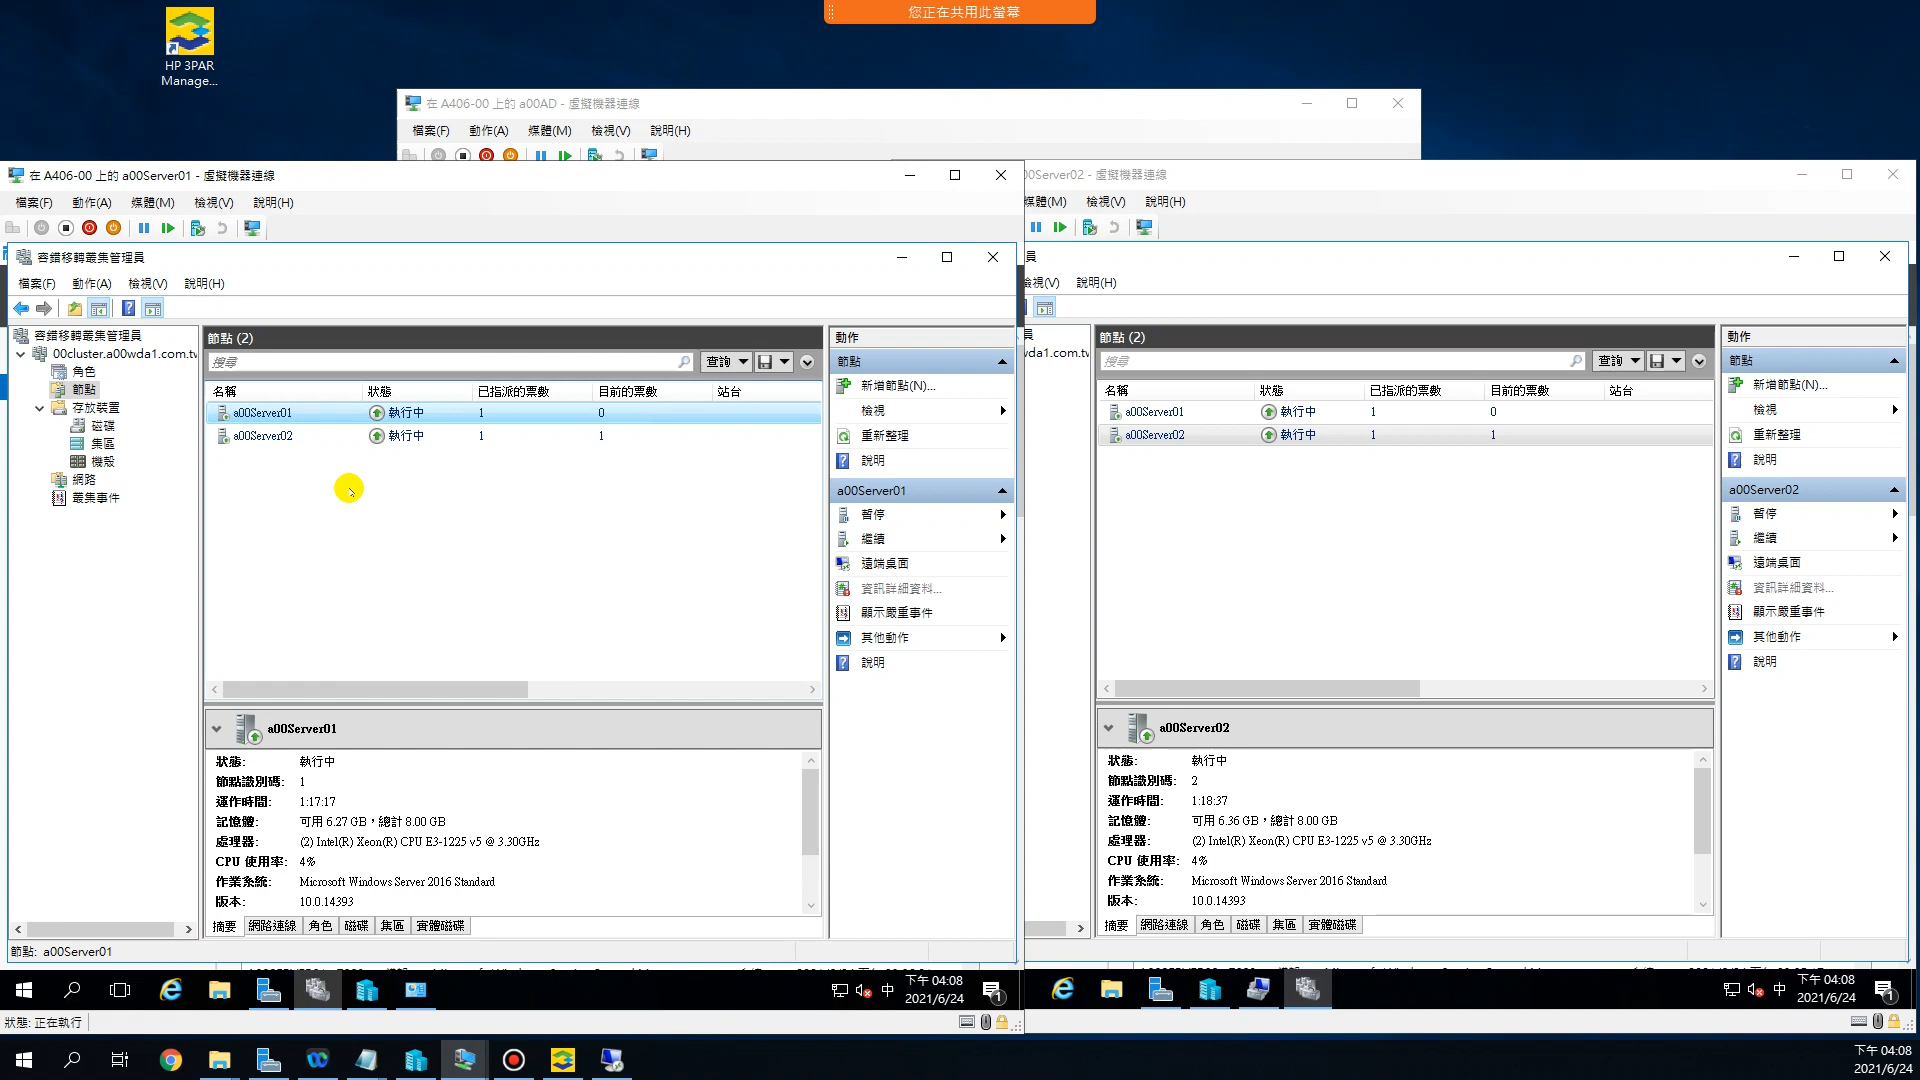 您正在共用此螢幕
HP 3PAR
Manage...
在 A406-00 上的 a00AD - 虛擬機器連線
檔案(F) 動作(A) 媒體(M) 檢視(V) 說明(H)
在 A406-00 上的 a00Server01 - 虛擬機器連線
檔案(F) 動作(A) 媒體(M) 檢視(V) 說明(H)
容錯移轉叢集管理員
檔案(F) 動作(A) 檢視(V) 說明(H)
容錯移轉叢集管理員
00cluster.a00wda1.com.tw
角色
節點
存放裝置
磁碟
集區
機殼
網路
叢集事件
節點 (2)
搜尋 查詢
名稱 狀態 已指派的票數 目前的票數 站台
a00Server01 執行中 1 0
a00Server02 執行中 1 1
動作
節點
新增節點(N)...
檢視
重新整理
說明
a00Server01
暫停
繼續
遠端桌面
資訊詳細資料...
顯示嚴重事件
其他動作
說明
a00Server01
狀態: 執行中
節點識別碼: 1
運作時間: 1:17:17
記憶體: 可用 6.27 GB，總計 8.00 GB
處理器: (2) Intel(R) Xeon(R) CPU E3-1225 v5 @ 3.30GHz
CPU 使用率: 4%
作業系統: Microsoft Windows Server 2016 Standard
版本: 10.0.14393
摘要 網路連線 角色 磁碟 集區 實體磁碟
節點: a00Server01
中 下午 04:08
2021/6/24
1
狀態: 正在執行
00Server02 - 虛擬機器連線
媒體(M) 檢視(V) 說明(H)
員
檢視(V) 說明(H)
員
wda1.com.tw
節點 (2)
搜尋 查詢
名稱 狀態 已指派的票數 目前的票數 站台
a00Server01 執行中 1 0
a00Server02 執行中 1 1
動作
節點
新增節點(N)...
檢視
重新整理
說明
a00Server02
暫停
繼續
遠端桌面
資訊詳細資料...
顯示嚴重事件
其他動作
說明
a00Server02
狀態: 執行中
節點識別碼: 2
運作時間: 1:18:37
記憶體: 可用 6.36 GB，總計 8.00 GB
處理器: (2) Intel(R) Xeon(R) CPU E3-1225 v5 @ 3.30GHz
CPU 使用率: 4%
作業系統: Microsoft Windows Server 2016 Standard
版本: 10.0.14393
摘要 網路連線 角色 磁碟 集區 實體磁碟
中 下午 04:08
2021/6/24
1
下午 04:08
2021/6/24